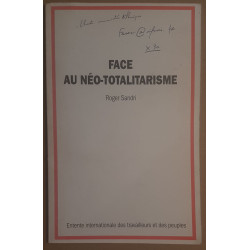 FACE
AU NÉO-TOTALITARISME
Roger Sandri
Entente internationale des travailleurs et des peuples